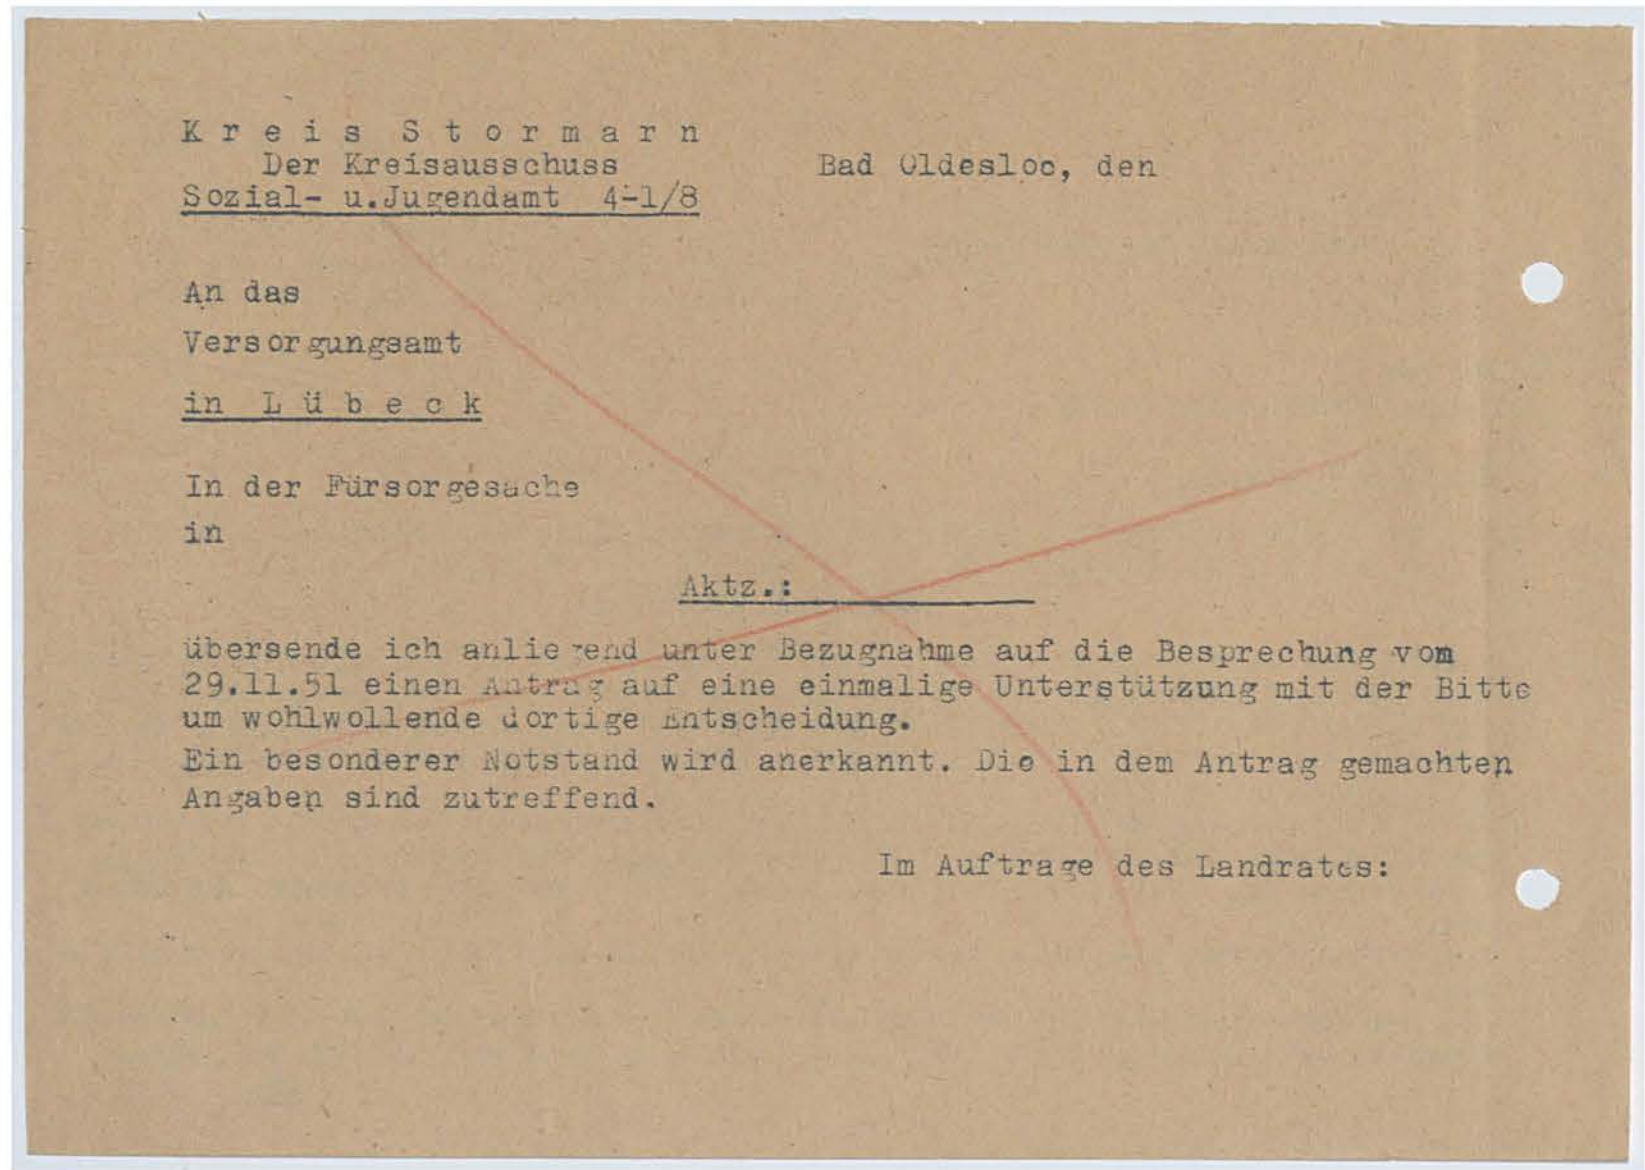 Kreis Stormarn
Der Kreisausschuss
Sozial- u.Jugendamt 4-1/8
Bad Oldesloe, den
An das
Versorgungsamt
in Lübeck
In der Fürsorgesache
in
Aktz.:
übersende ich anliegend unter Bezugnahme auf die Besprechung vom
29.11.51 einen Antrag auf eine einmalige Unterstützung mit der Bitte
um wohlwollende dortige Entscheidung.
Ein besonderer Notstand wird anerkannt. Die in dem Antrag gemachten
Angaben sind zutreffend.
Im Auftrage des Landrates: